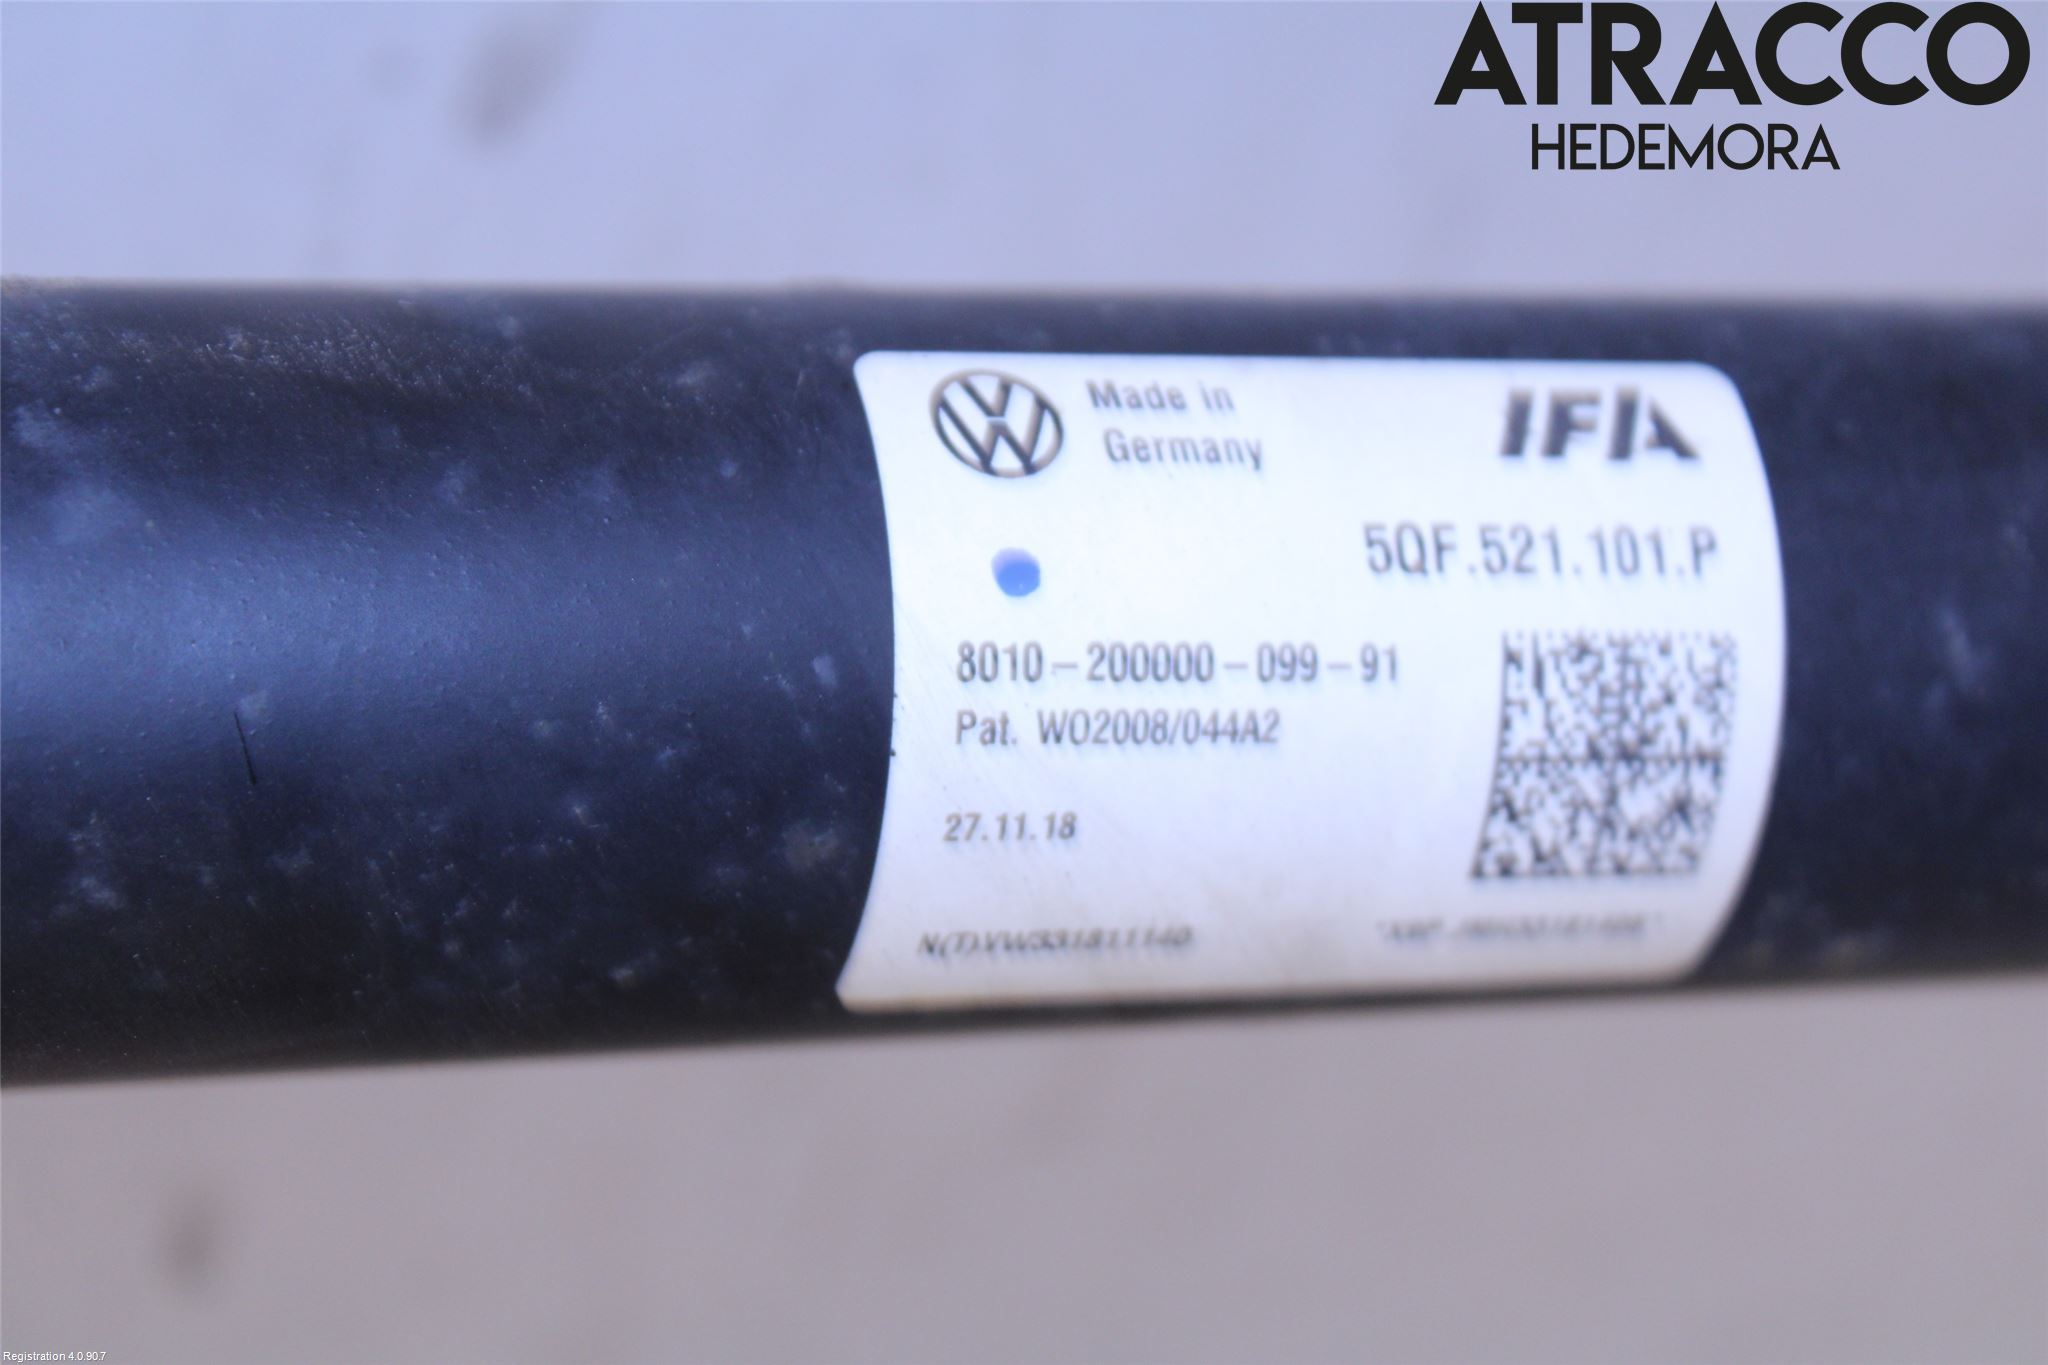 ATRACCO
HEDEMORA
Made in
Germany
IFA
5QF.521.101.P
8010-200000-099-91
Pat. WO2008/044A2
27.11.18
Registration 4.0.90.7